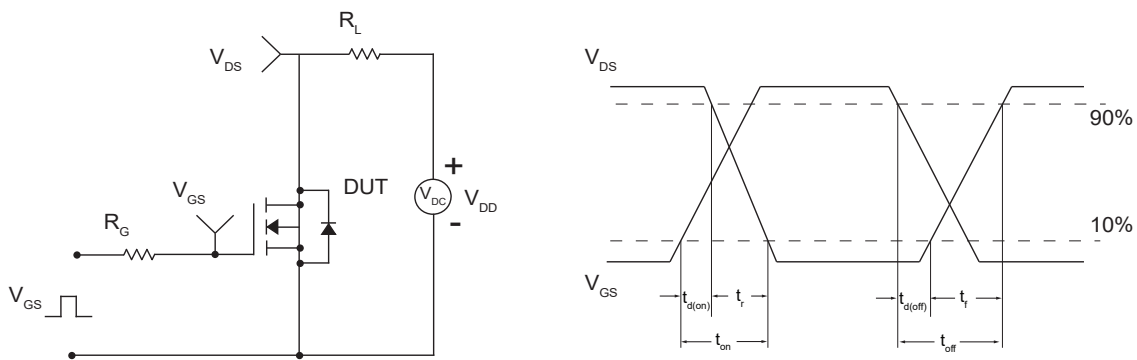 R_L
V_DS
V_GS
DUT
+
V_DC
V_DD
-
R_G
V_GS
V_DS
90%
10%
V_GS
t_d(on)
t_r
t_d(off)
t_f
t_on
t_off